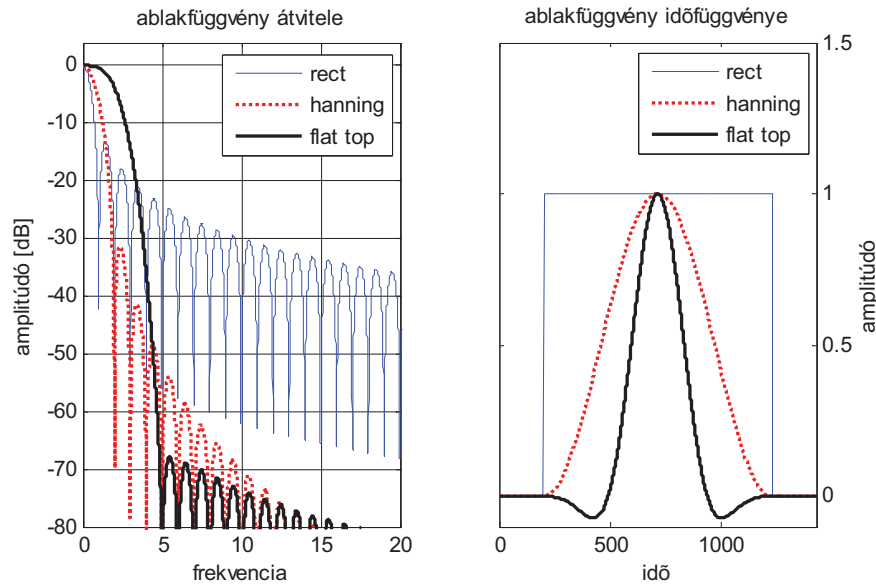 ablakfüggvény átvitele
0
-10
-20
-30
-40
-50
-60
-70
-80
amplitúdó [dB]
rect
hanning
flat top
0
5
10
15
20
frekvencia
ablakfüggvény idõfüggvénye
rect
hanning
flat top
1.5
1
0.5
0
amplitúdó
0
500
1000
idõ